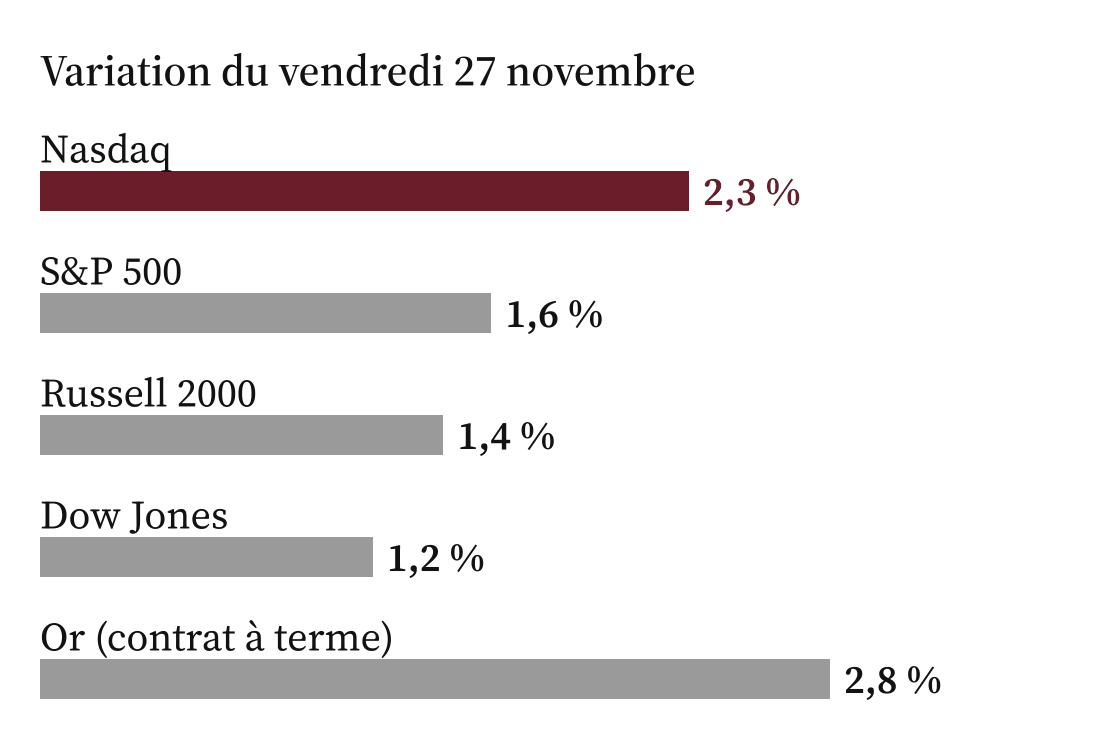 Variation du vendredi 27 novembre
Nasdaq
2,3 %
S&P 500
1,6 %
Russell 2000
1,4 %
Dow Jones
1,2 %
Or (contrat à terme)
2,8 %